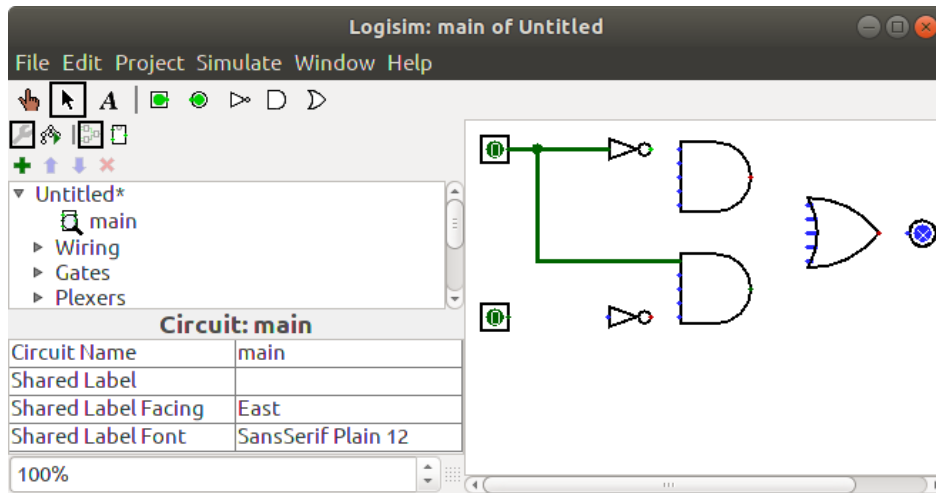 Logisim: main of Untitled
File Edit Project Simulate Window Help
A
Untitled*
main
Wiring
Gates
Plexers
Circuit: main
Circuit Name main
Shared Label
Shared Label Facing East
Shared Label Font SansSerif Plain 12
100%
0
0